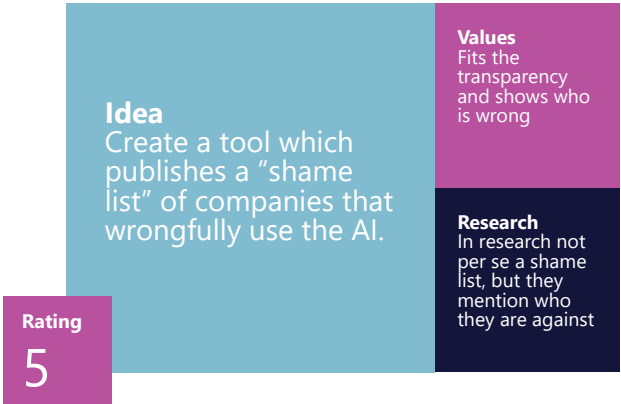 Idea
Create a tool which
publishes a “shame
list” of companies that
wrongfully use the AI.
Values
Fits the
transparency
and shows who
is wrong
Research
In research not
per se a shame
list, but they
mention who
they are against
Rating
5